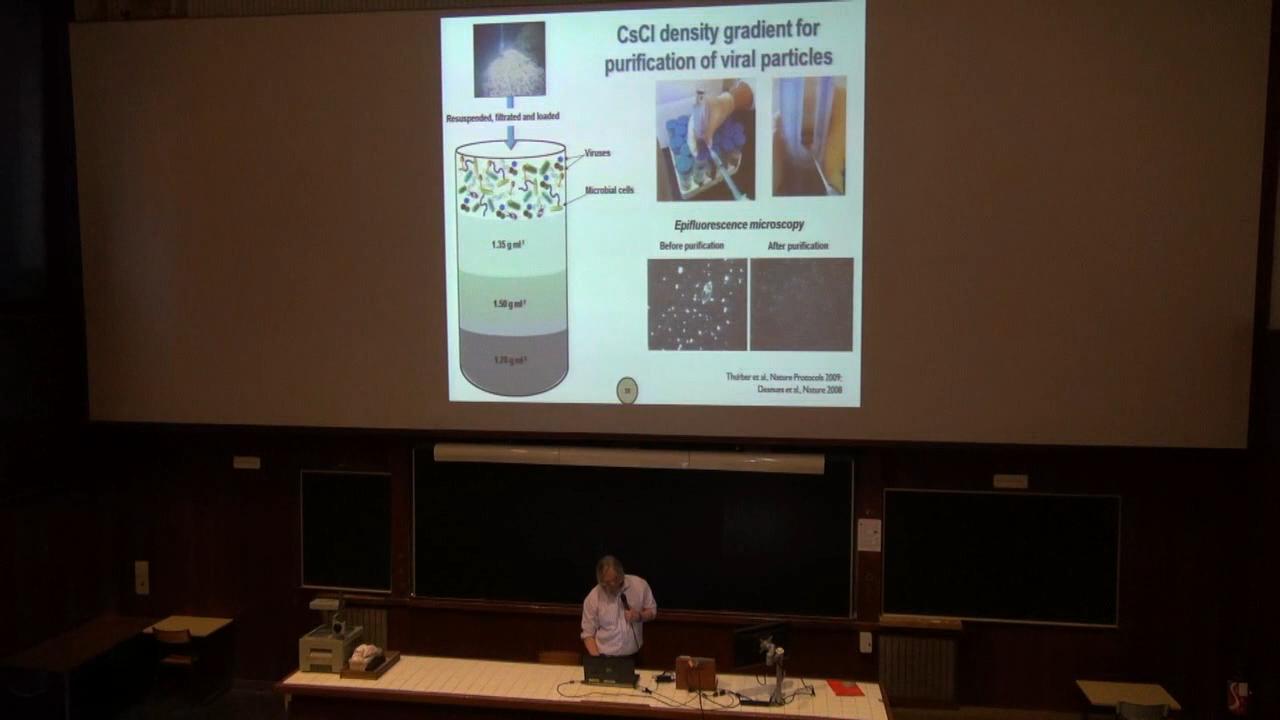 CsCl density gradient for
purification of viral particles
Resuspended, filtrated and loaded
Viruses
Microbial cells
1.35 g ml-1
1.50 g ml-1
1.70 g ml-1
Epifluorescence microscopy
Before purification
After purification
Thurber et al., Nature Protocols 2009;
Desnues et al., Nature 2008